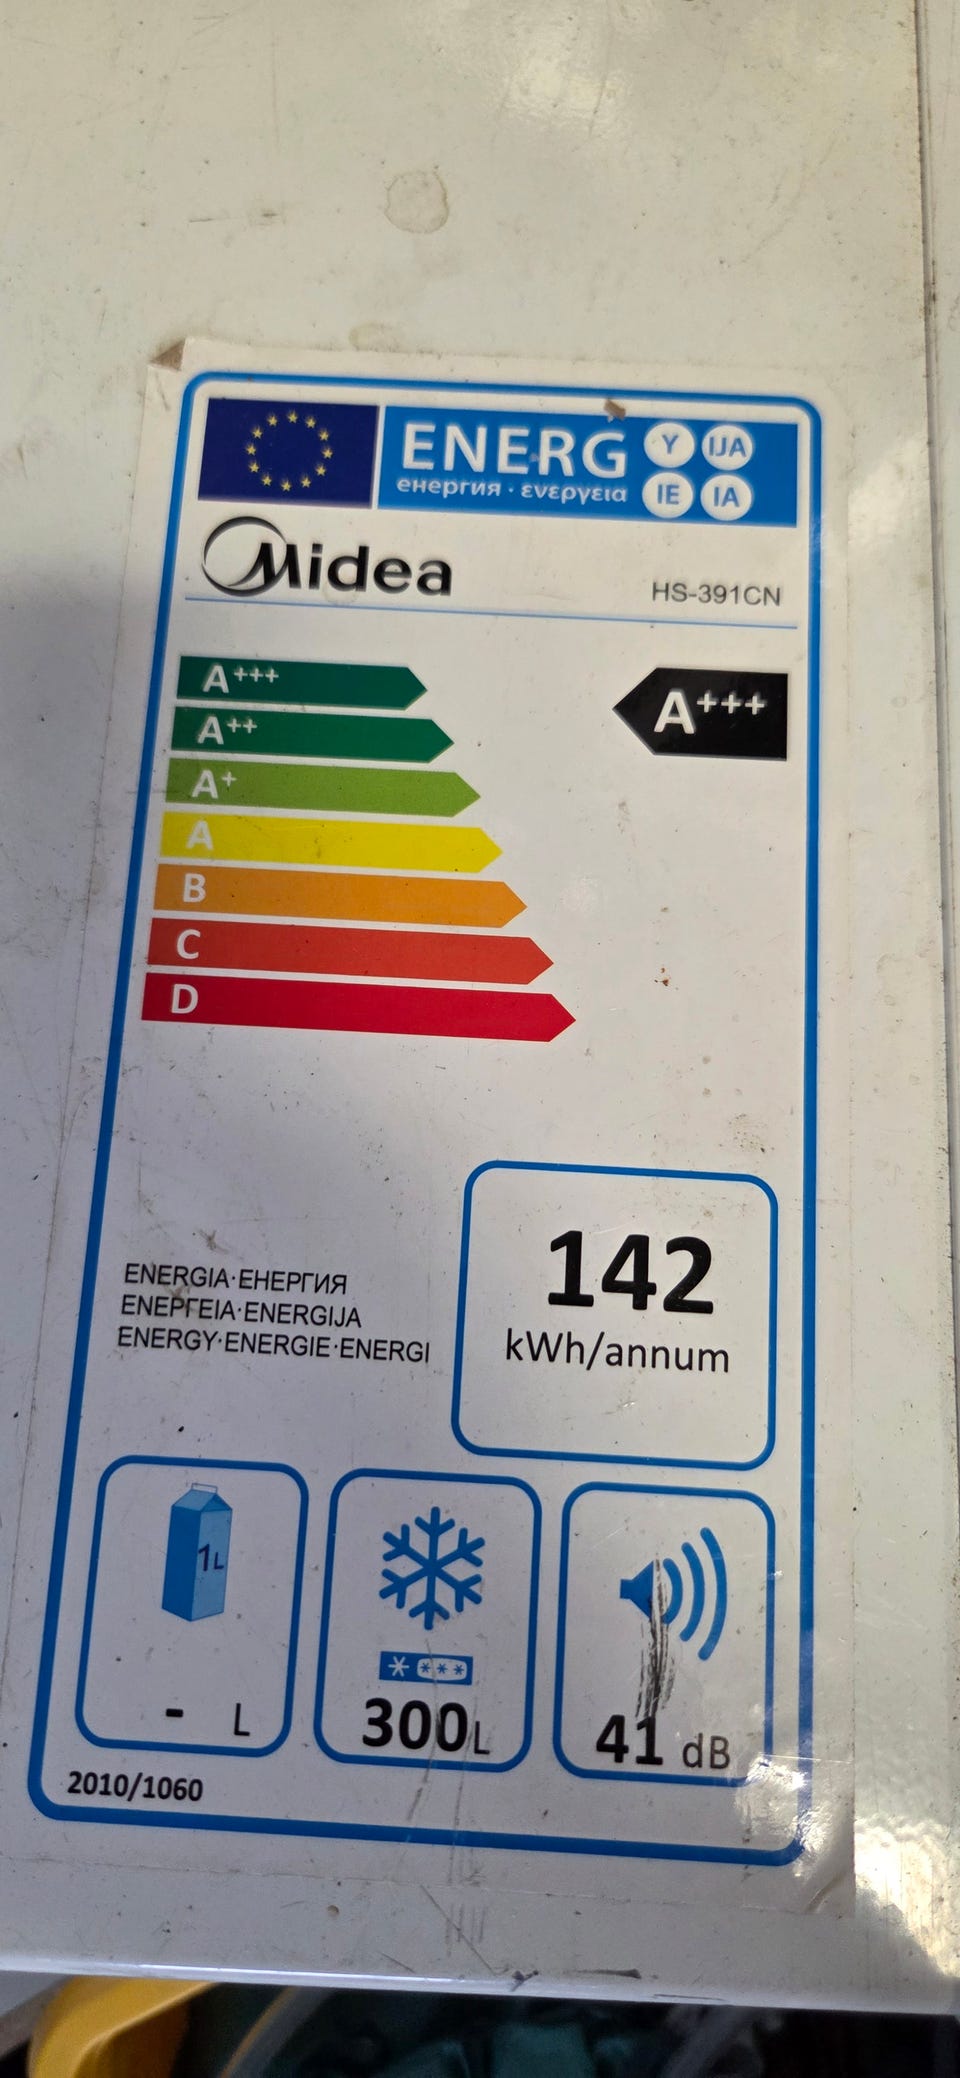 ENERG Y IJA
енергия · ενεργεια IE IA
Midea HS-391CN
A+++ A+++
A++
A+
A
B
C
D
142
kWh/annum
ENERGIA·ЕНЕРГИЯ
ΕΝΕΡΓΕΙΑ·ENERGIJA
ENERGY·ENERGIE·ENERGI
1L
- L
300L
41 dB
2010/1060